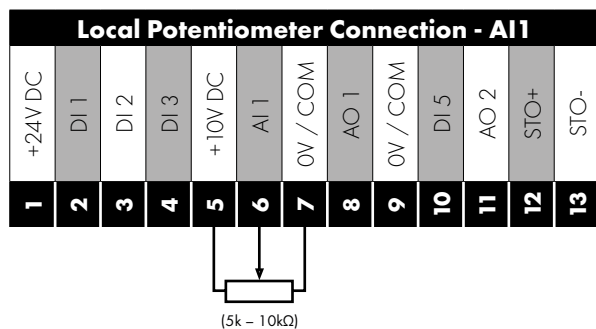 Local Potentiometer Connection - AI1
+24V DC
DI 1
DI 2
DI 3
+10V DC
AI 1
0V / COM
AO 1
0V / COM
DI 5
AO 2
STO+
STO-
1 2 3 4 5 6 7 8 9 10 11 12 13
(5k – 10kΩ)